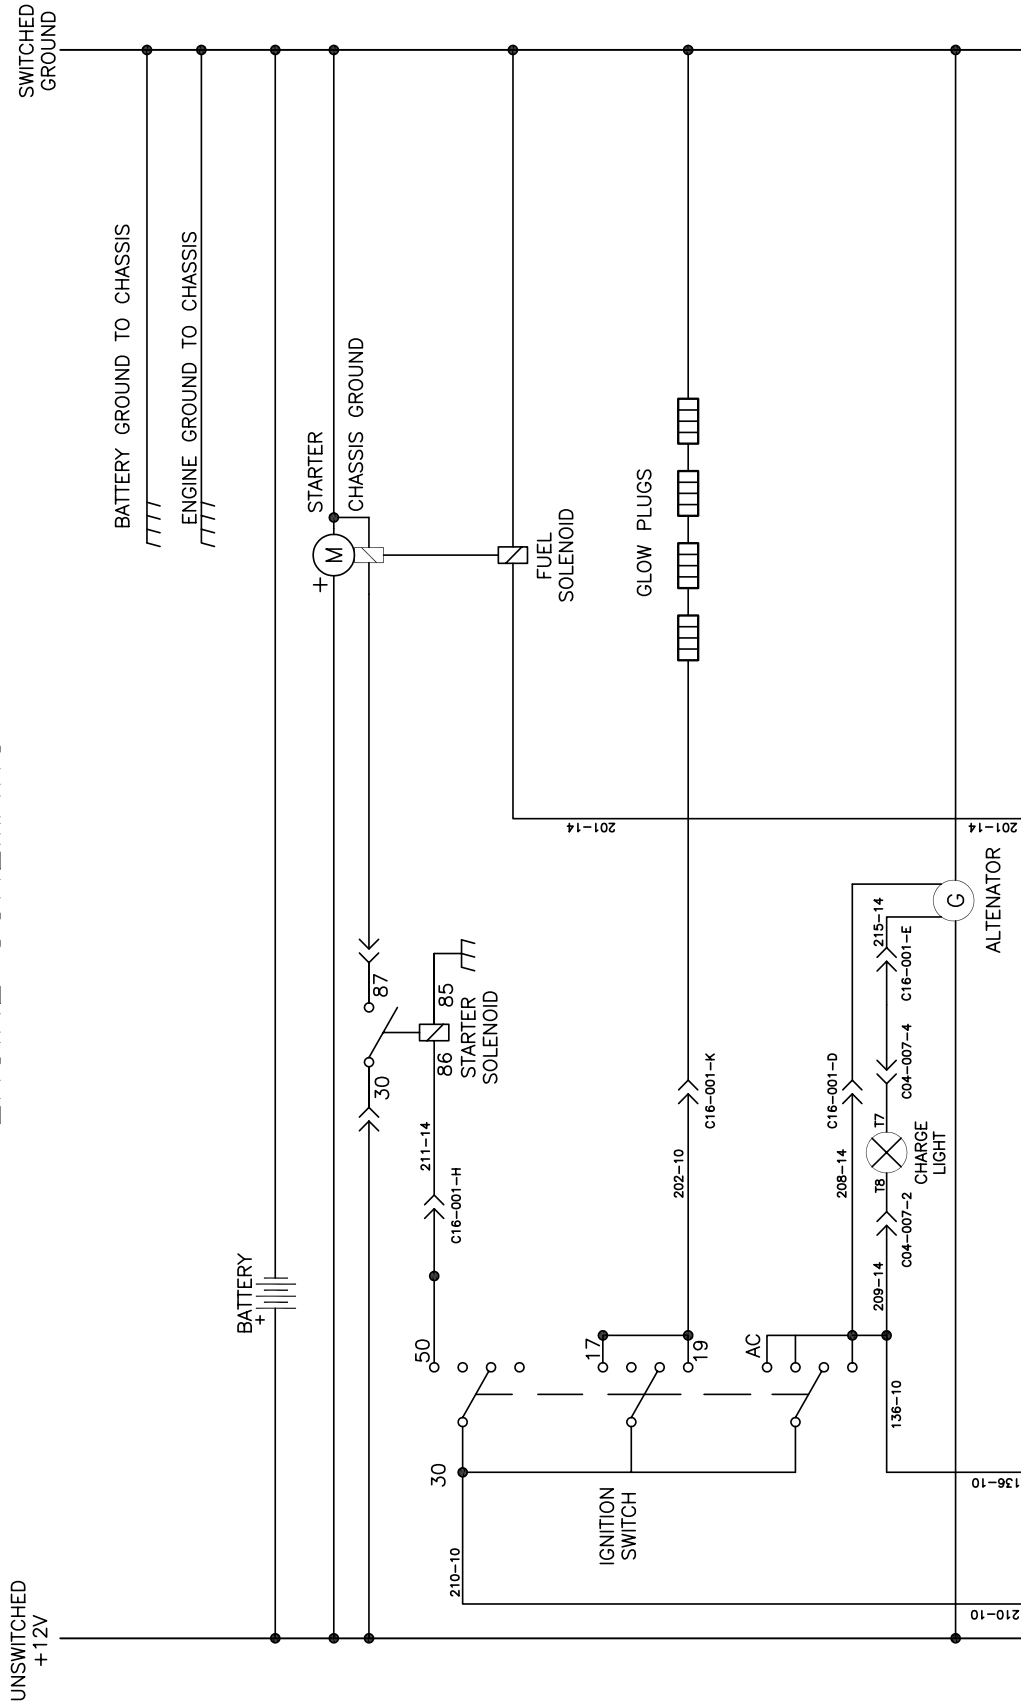 SWITCHED
GROUND
BATTERY GROUND TO CHASSIS
ENGINE GROUND TO CHASSIS
STARTER
CHASSIS GROUND
+
M
FUEL
SOLENOID
GLOW PLUGS
201-14
201-14
ALTENATOR
G
215-14
C16-001-E
C04-007-4
T7
CHARGE
LIGHT
T8
C04-007-2
209-14
C16-001-D
208-14
C16-001-K
202-10
87
30
85
86
STARTER
SOLENOID
211-14
C16-001-H
BATTERY
+
50
17
19
AC
136-10
136-10
30
IGNITION
SWITCH
210-10
210-10
UNSWITCHED
+12V